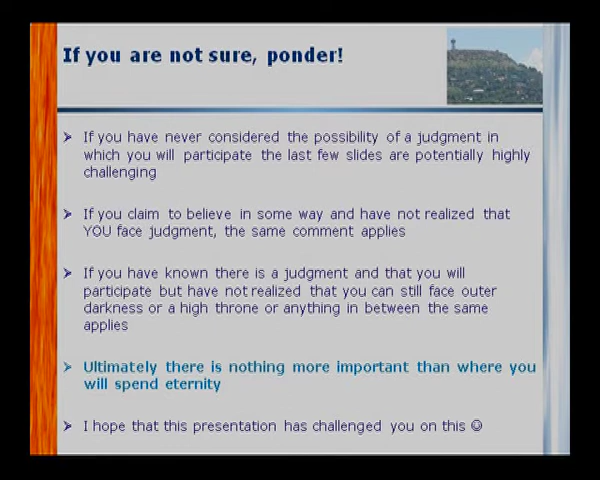 If you are not sure, ponder!
If you have never considered the possibility of a judgment in
which you will participate the last few slides are potentially highly
challenging
If you claim to believe in some way and have not realized that
YOU face judgment, the same comment applies
If you have known there is a judgment and that you will
participate but have not realized that you can still face outer
darkness or a high throne or anything in between the same
applies
Ultimately there is nothing more important than where you
will spend eternity
I hope that this presentation has challenged you on this ☺